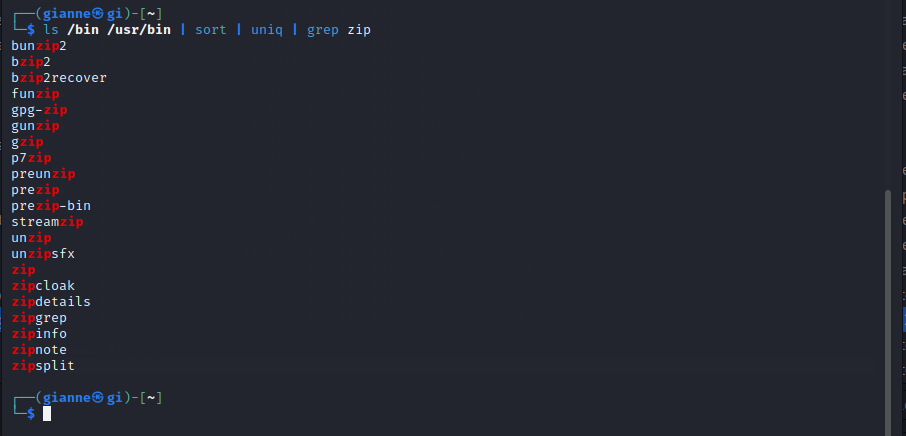 ┌──(gianne㉿gi)-[~]
└─$ ls /bin /usr/bin | sort | uniq | grep zip
bunzip2
bzip2
bzip2recover
funzip
gpg-zip
gunzip
gzip
p7zip
preunzip
prezip
prezip-bin
streamzip
unzip
unzipsfx
zip
zipcloak
zipdetails
zipgrep
zipinfo
zipnote
zipsplit
┌──(gianne㉿gi)-[~]
└─$